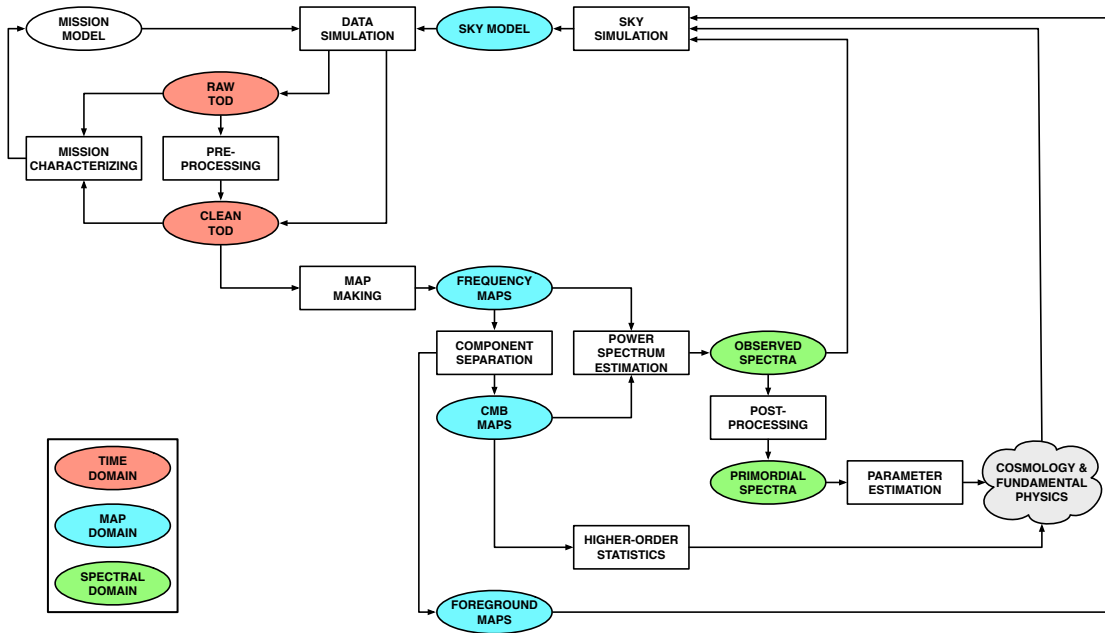 MISSION
MODEL
DATA
SIMULATION
SKY MODEL
SKY
SIMULATION
RAW
TOD
MISSION
CHARACTERIZING
PRE-
PROCESSING
CLEAN
TOD
MAP
MAKING
FREQUENCY
MAPS
COMPONENT
SEPARATION
POWER
SPECTRUM
ESTIMATION
OBSERVED
SPECTRA
CMB
MAPS
POST-
PROCESSING
TIME
DOMAIN
PRIMORDIAL
SPECTRA
PARAMETER
ESTIMATION
COSMOLOGY &
FUNDAMENTAL
PHYSICS
MAP
DOMAIN
HIGHER-ORDER
STATISTICS
SPECTRAL
DOMAIN
FOREGROUND
MAPS